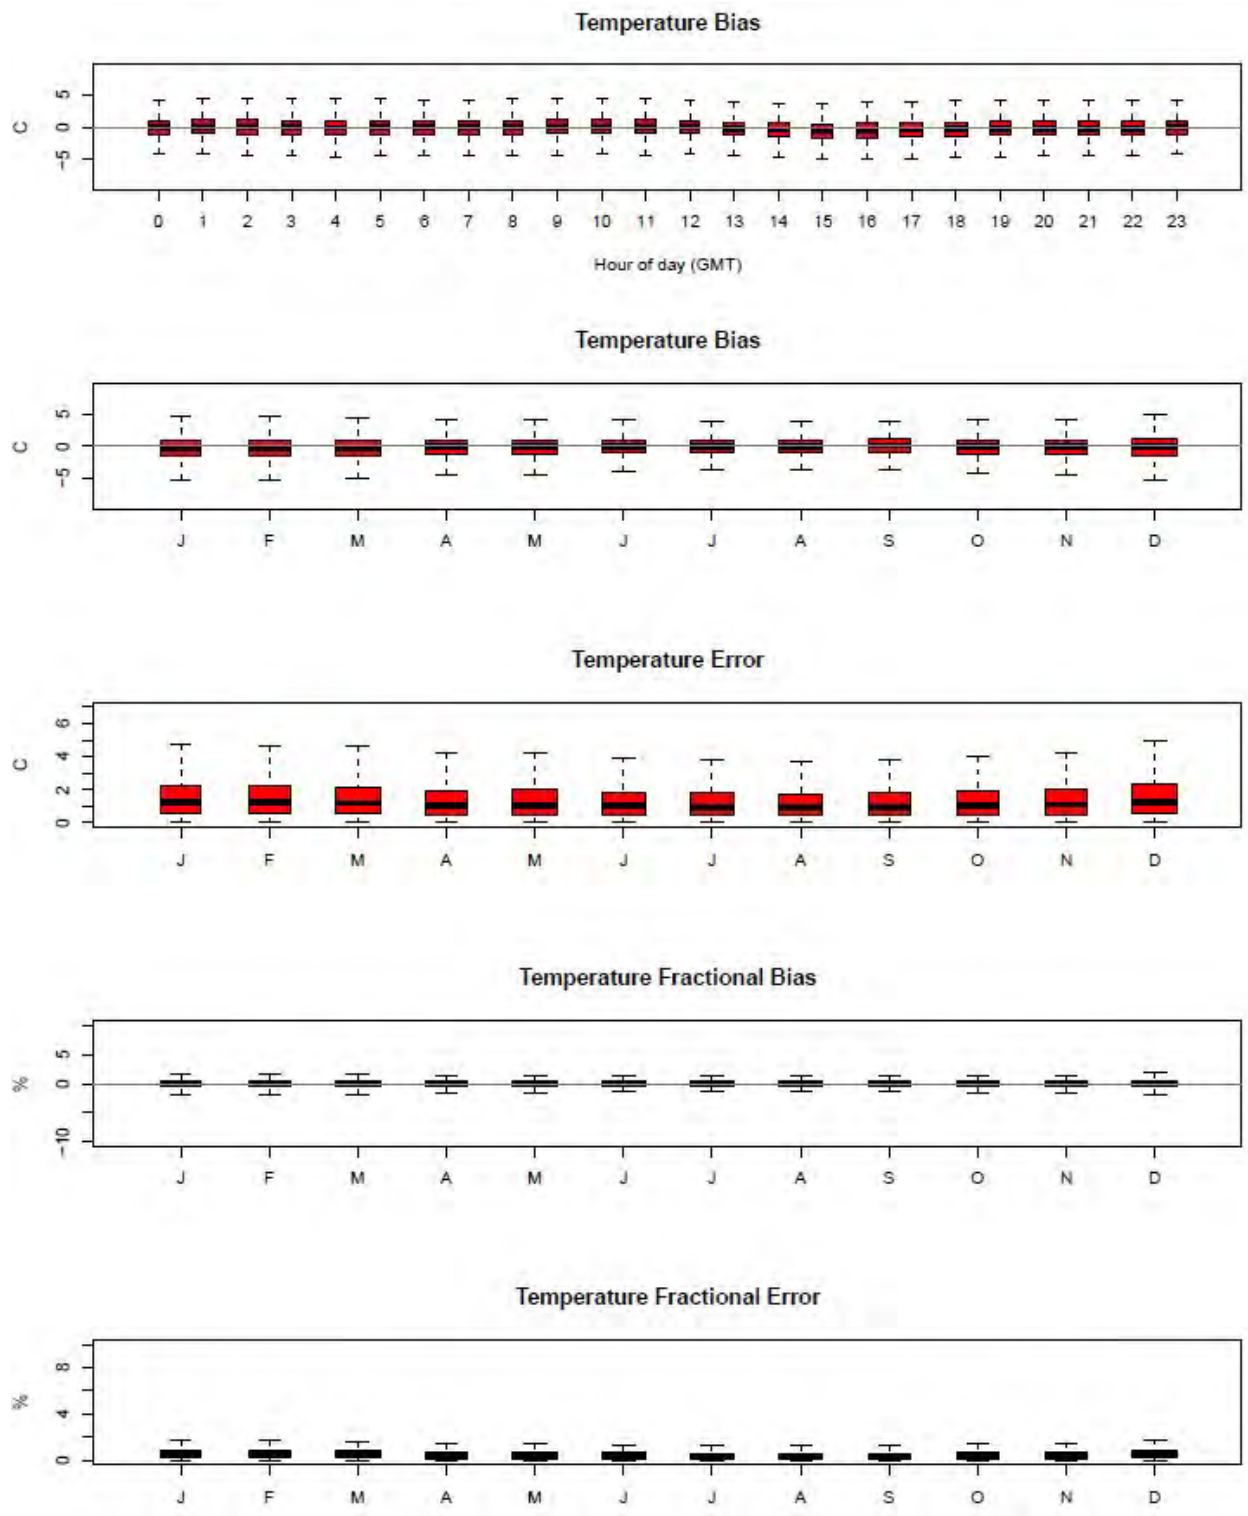 Temperature Bias
C
5
0
−5
0 1 2 3 4 5 6 7 8 9 10 11 12 13 14 15 16 17 18 19 20 21 22 23
Hour of day (GMT)
Temperature Bias
C
5
0
−5
J F M A M J J A S O N D
Temperature Error
C
6
4
2
0
J F M A M J J A S O N D
Temperature Fractional Bias
%
5
0
−10
J F M A M J J A S O N D
Temperature Fractional Error
%
8
4
0
J F M A M J J A S O N D